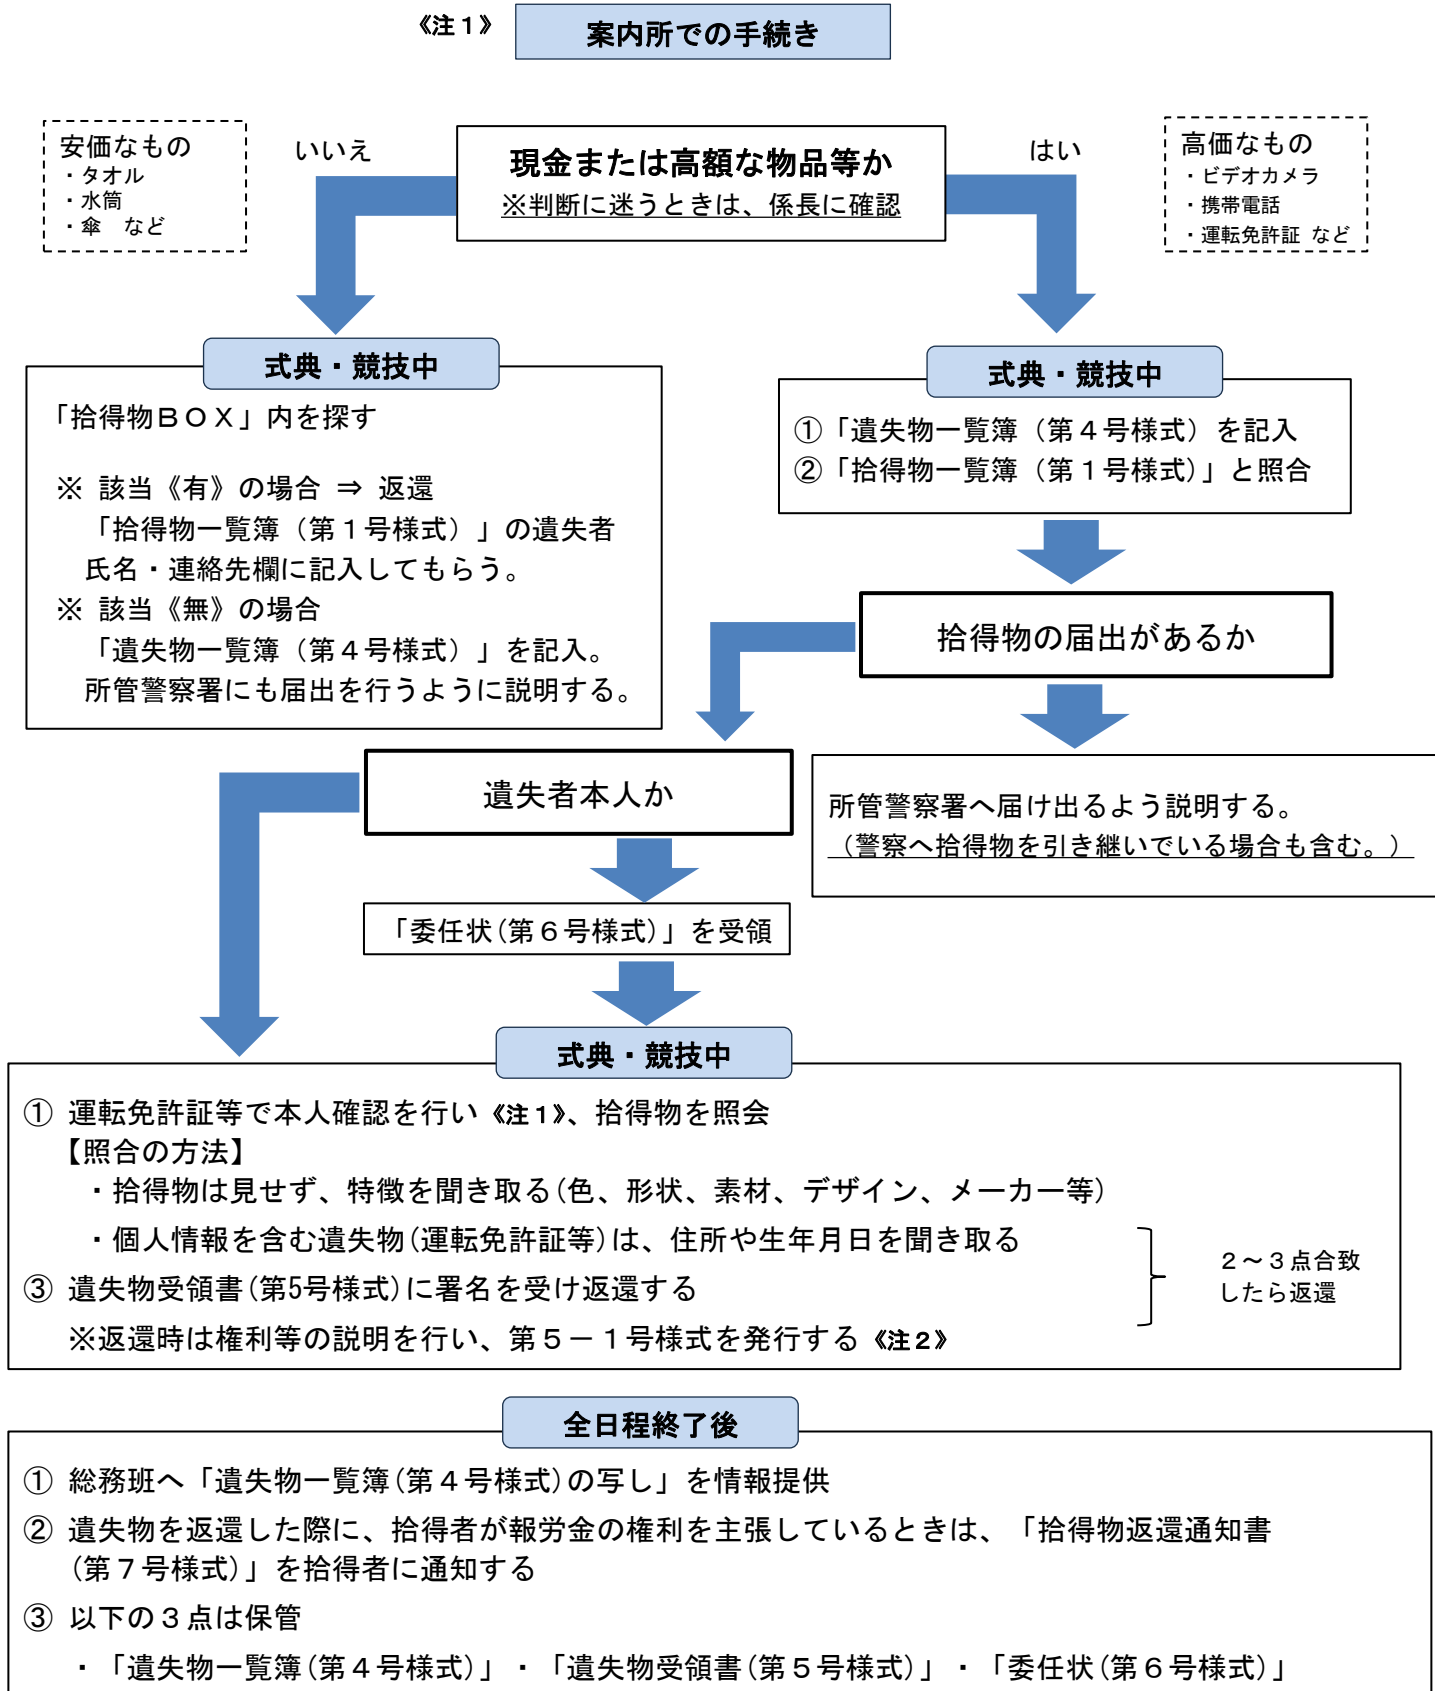 《注１》
案内所での手続き
安価なもの
・タオル
・水筒
・傘　など
いいえ
現金または高額な物品等か
※判断に迷うときは、係長に確認
はい
高価なもの
・ビデオカメラ
・携帯電話
・運転免許証 など
式典・競技中
「拾得物ＢＯＸ」内を探す
※ 該当《有》の場合 ⇒ 返還
「拾得物一覧簿（第１号様式）」の遺失者
氏名・連絡先欄に記入してもらう。
※ 該当《無》の場合
「遺失物一覧簿（第４号様式）」を記入。
所管警察署にも届出を行うように説明する。
式典・競技中
①「遺失物一覧簿（第４号様式）を記入
②「拾得物一覧簿（第１号様式)」と照合
拾得物の届出があるか
遺失者本人か
所管警察署へ届け出るよう説明する。
（警察へ拾得物を引き継いでいる場合も含む。）
「委任状(第６号様式)」を受領
式典・競技中
① 運転免許証等で本人確認を行い《注１》、拾得物を照会
【照合の方法】
・拾得物は見せず、特徴を聞き取る(色、形状、素材、デザイン、メーカー等)
・個人情報を含む遺失物(運転免許証等)は、住所や生年月日を聞き取る
２～３点合致
したら返還
③ 遺失物受領書(第5号様式)に署名を受け返還する
※返還時は権利等の説明を行い、第５－１号様式を発行する《注２》
全日程終了後
① 総務班へ「遺失物一覧簿(第４号様式)の写し」を情報提供
② 遺失物を返還した際に、拾得者が報労金の権利を主張しているときは、「拾得物返還通知書
(第７号様式)」を拾得者に通知する
③ 以下の３点は保管
・「遺失物一覧簿(第４号様式)」・「遺失物受領書(第５号様式)」・「委任状(第６号様式)」